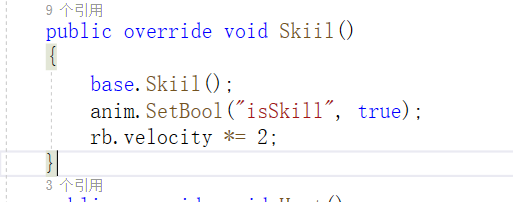 9 个引用
public override void Skiil()
{
base.Skiil();
anim.SetBool("isSkill", true);
rb.velocity *= 2;
}
3 个引用